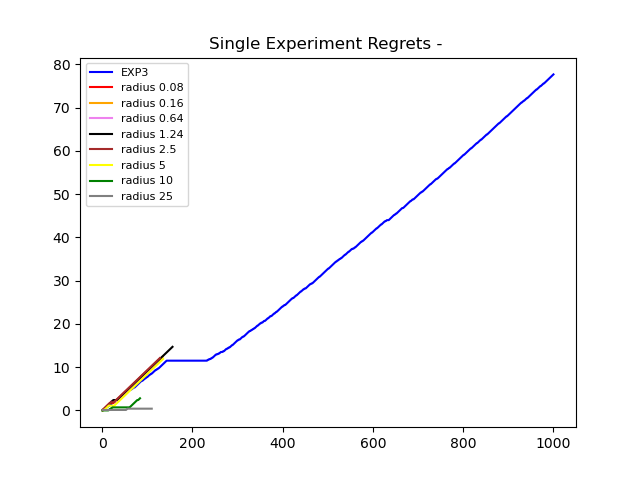 Single Experiment Regrets -
80
70
60
50
40
30
20
10
0
EXP3
radius 0.08
radius 0.16
radius 0.64
radius 1.24
radius 2.5
radius 5
radius 10
radius 25
0 200 400 600 800 1000